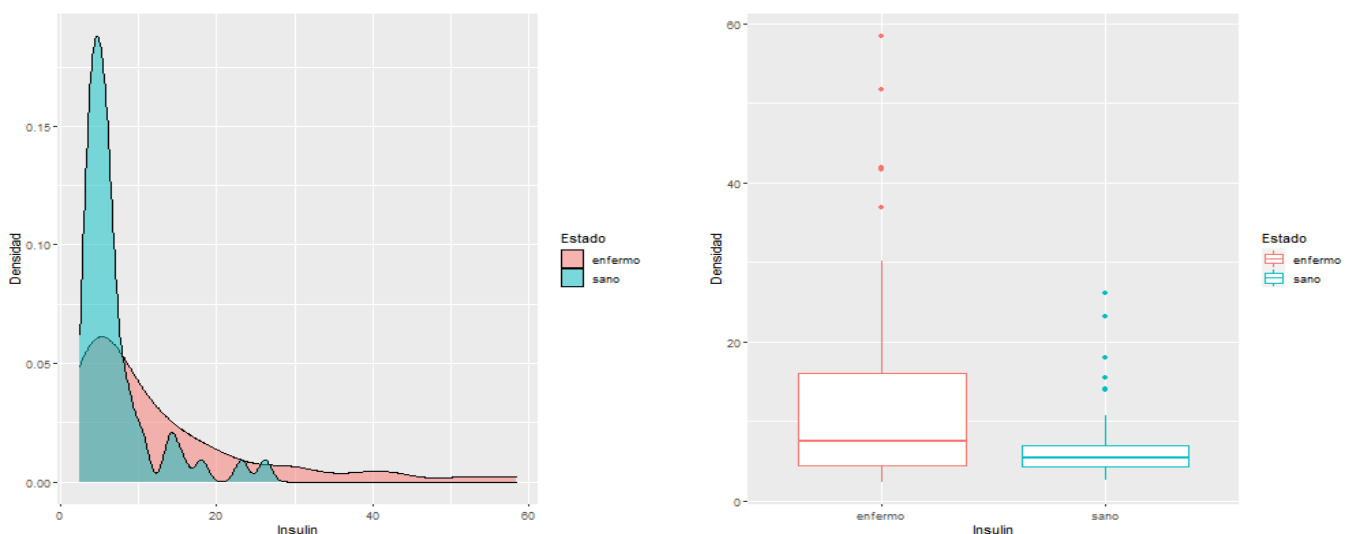 Densidad
0.15
0.10
0.05
0.00
0
20
40
60
Insulin
Estado
enfermo
sano
Densidad
60
40
20
0
enfermo
sano
Insulin
Estado
enfermo
sano